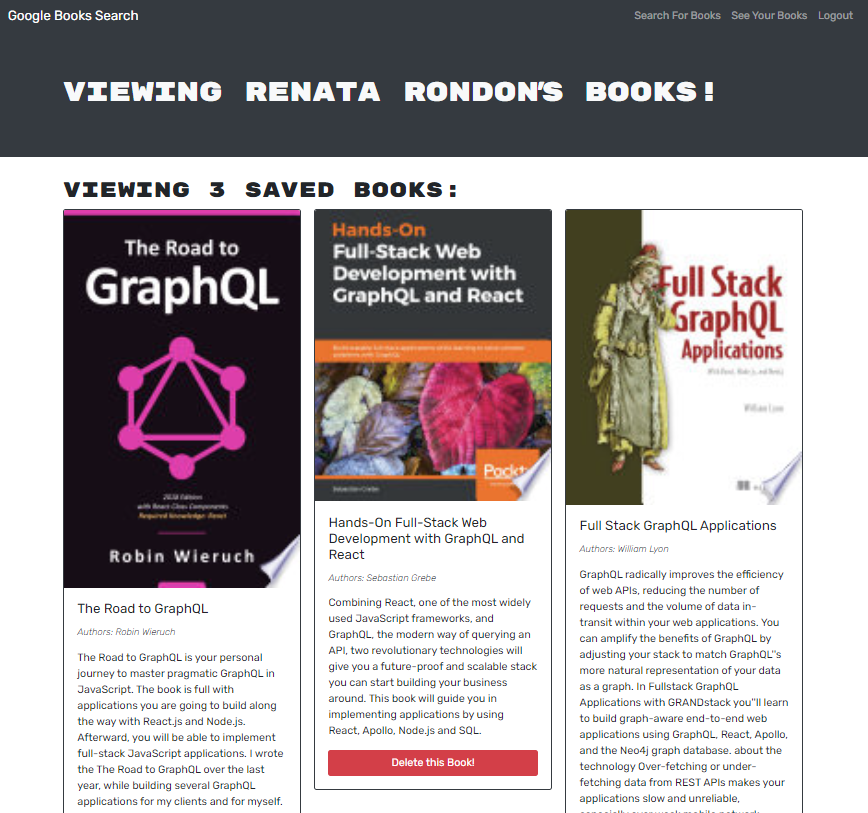 Google Books Search
Search For Books
See Your Books
Logout
VIEWING RENATA RONDON'S BOOKS!
VIEWING 3 SAVED BOOKS:
The Road to
GraphQL
2018 Edition
with React Class Components
Required Knowledge: React
Robin Wieruch
The Road to GraphQL
Authors: Robin Wieruch
The Road to GraphQL is your personal
journey to master pragmatic GraphQL in
JavaScript. The book is full with
applications you are going to build along
the way with React.js and Node.js.
Afterward, you will be able to implement
full-stack JavaScript applications. I wrote
the The Road to GraphQL over the last
year, while building several GraphQL
applications for my clients and for myself.
Hands-On
Full-Stack Web
Development with
GraphQL and React
Packt
Sebastian Grebe
Hands-On Full-Stack Web
Development with GraphQL and
React
Authors: Sebastian Grebe
Combining React, one of the most widely
used JavaScript frameworks, and
GraphQL, the modern way of querying an
API, two revolutionary technologies will
give you a future-proof and scalable stack
you can start building your business
around. This book will guide you in
implementing applications by using
React, Apollo, Node.js and SQL.
Delete this Book!
Full Stack
GraphQL
Applications
William Lyon
Full Stack GraphQL Applications
Authors: William Lyon
GraphQL radically improves the efficiency
of web APIs, reducing the number of
requests and the volume of data in-
transit within your web applications. You
can amplify the benefits of GraphQL by
adjusting your stack to match GraphQL''s
more natural representation of your data
as a graph. In Fullstack GraphQL
Applications with GRANDstack you''ll learn
to build graph-aware end-to-end web
applications using GraphQL, React, Apollo,
and the Neo4j graph database. about the
technology Over-fetching or under-
fetching data from REST APIs makes your
applications slow and unreliable,
especially over weak mobile network